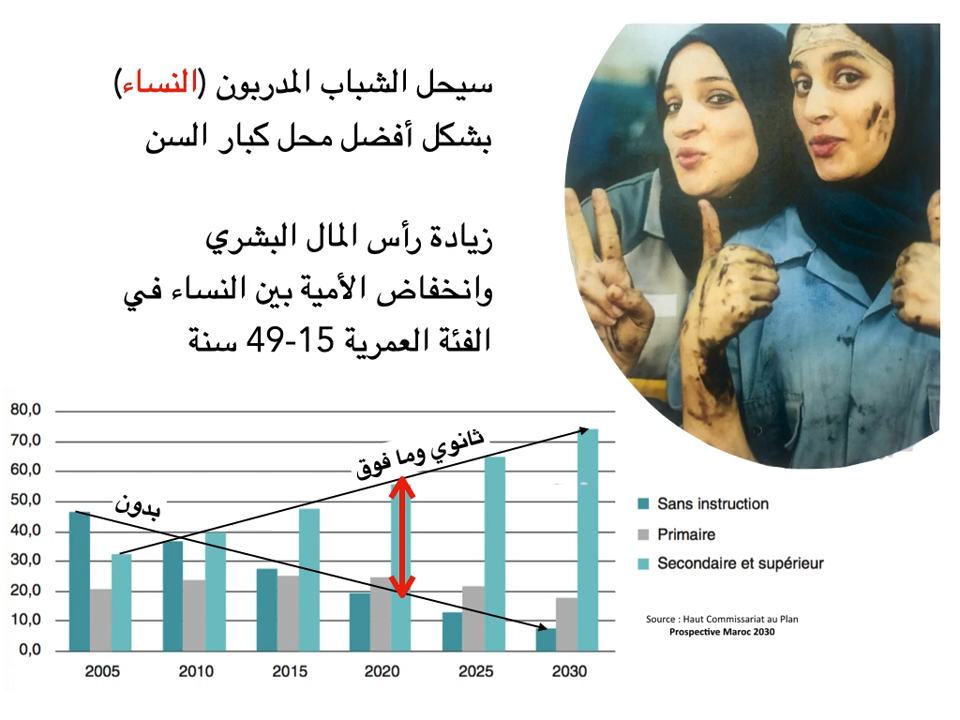 سيحل الشباب المدربون (النساء)
بشكل أفضل محل كبار السن
زيادة رأس المال البشري
وانخفاض الأمية بين النساء في
الفئة العمرية 15-49 سنة
80,0
70,0
60,0
50,0
40,0
30,0
20,0
10,0
0,0
بدون
ثانوي وما فوق
2005 2010 2015 2020 2025 2030
Sans instruction
Primaire
Secondaire et supérieur
Source : Haut Commissariat au Plan
Prospective Maroc 2030